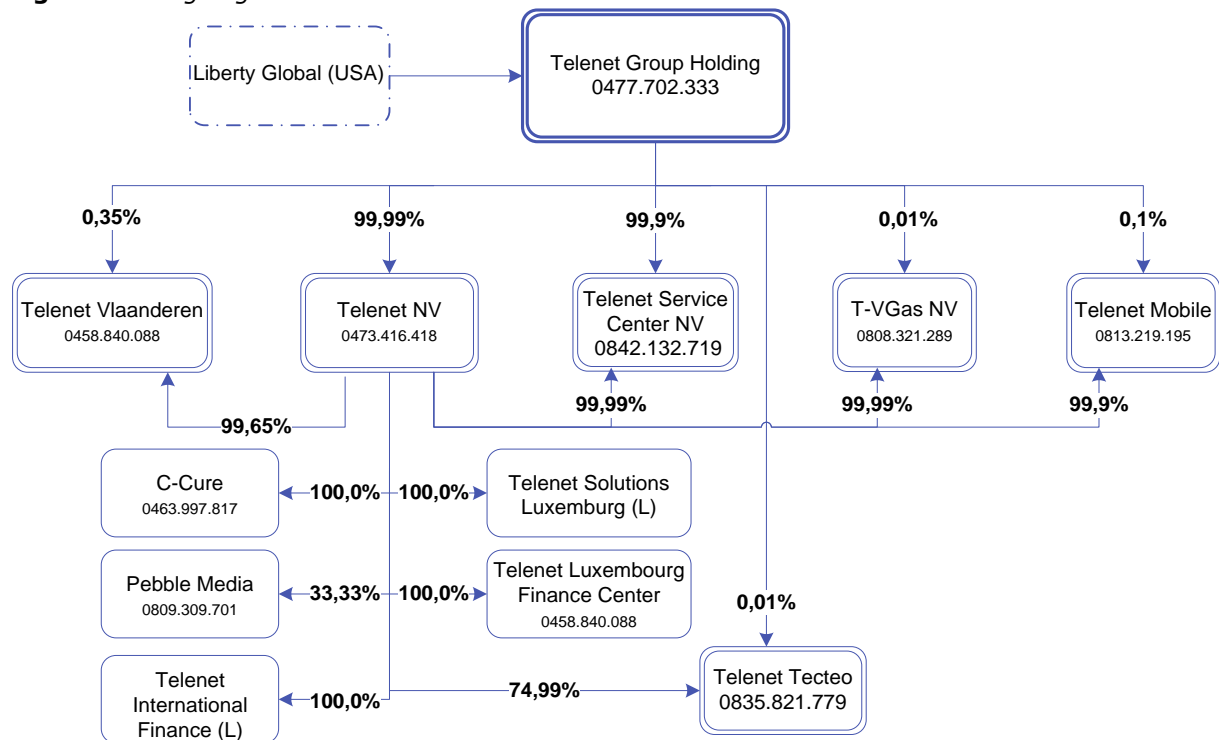 Liberty Global (USA)
Telenet Group Holding
0477.702.333
0,35%
99,99%
99,9%
0,01%
0,1%
Telenet Vlaanderen
0458.840.088
Telenet NV
0473.416.418
Telenet Service
Center NV
0842.132.719
T-VGas NV
0808.321.289
Telenet Mobile
0813.219.195
99,65%
99,99%
99,99%
99,9%
C-Cure
0463.997.817
100,0%
100,0%
Telenet Solutions
Luxemburg (L)
Pebble Media
0809.309.701
33,33%
100,0%
Telenet Luxembourg
Finance Center
0458.840.088
0,01%
Telenet
International
Finance (L)
100,0%
74,99%
Telenet Tecteo
0835.821.779